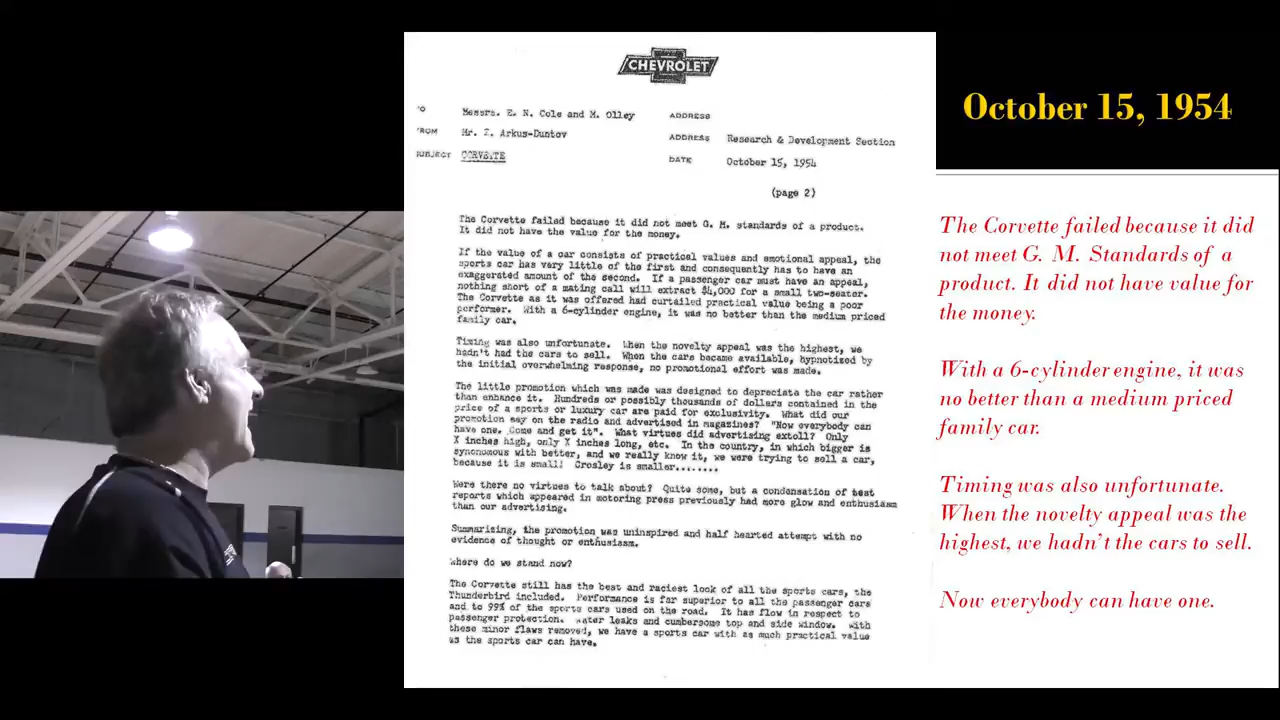 CHEVROLET
TO Messrs. E. N. Cole and M. Olley ADDRESS
FROM Mr. Z. Arkus-Duntov ADDRESS Research & Development Section
SUBJECT CORVETTE DATE October 15, 1954
(page 2)
The Corvette failed because it did not meet G. M. standards of a product.
It did not have the value for the money.
If the value of a car consists of practical values and emotional appeal, the
sports car has very little of the first and consequently has to have an
exaggerated amount of the second. If a passenger car must have an appeal,
nothing short of a mating call will extract $4,000 for a small two-seater.
The Corvette as it was offered had curtailed practical value being a poor
performer. With a 6-cylinder engine, it was no better than the medium priced
family car.
Timing was also unfortunate. When the novelty appeal was the highest, we
hadn't had the cars to sell. When the cars became available, hypnotized by
the initial overwhelming response, no promotional effort was made.
The little promotion which was made was designed to depreciate the car rather
than enhance it. Hundreds or possibly thousands of dollars contained in the
price of a sports or luxury car are paid for exclusivity. What did our
promotion say on the radio and advertised in magazines? "Now everybody can
have one. Come and get it". What virtues did advertising extoll? Only
X inches high, only X inches long, etc. In the country, in which bigger is
synonomous with better, and we really know it, we were trying to sell a car,
because it is small! Crosley is smaller........
Were there no virtues to talk about? Quite some, but a condensation of test
reports which appeared in motoring press previously had more glow and enthusiasm
than our advertising.
Summarizing, the promotion was uninspired and half hearted attempt with no
evidence of thought or enthusiasm.
Where do we stand now?
The Corvette still has the best and raciest look of all the sports cars, the
Thunderbird included. Performance is far superior to all the passenger cars
and to 99% of the sports cars used on the road. It has flow in respect to
passenger protection. Water leaks and cumbersome top and side window. With
these minor flaws removed, we have a sports car with as much practical value
as the sports car can have.
October 15, 1954
The Corvette failed because it did
not meet G. M. Standards of a
product. It did not have value for
the money.
With a 6-cylinder engine, it was
no better than a medium priced
family car.
Timing was also unfortunate.
When the novelty appeal was the
highest, we hadn't the cars to sell.
Now everybody can have one.